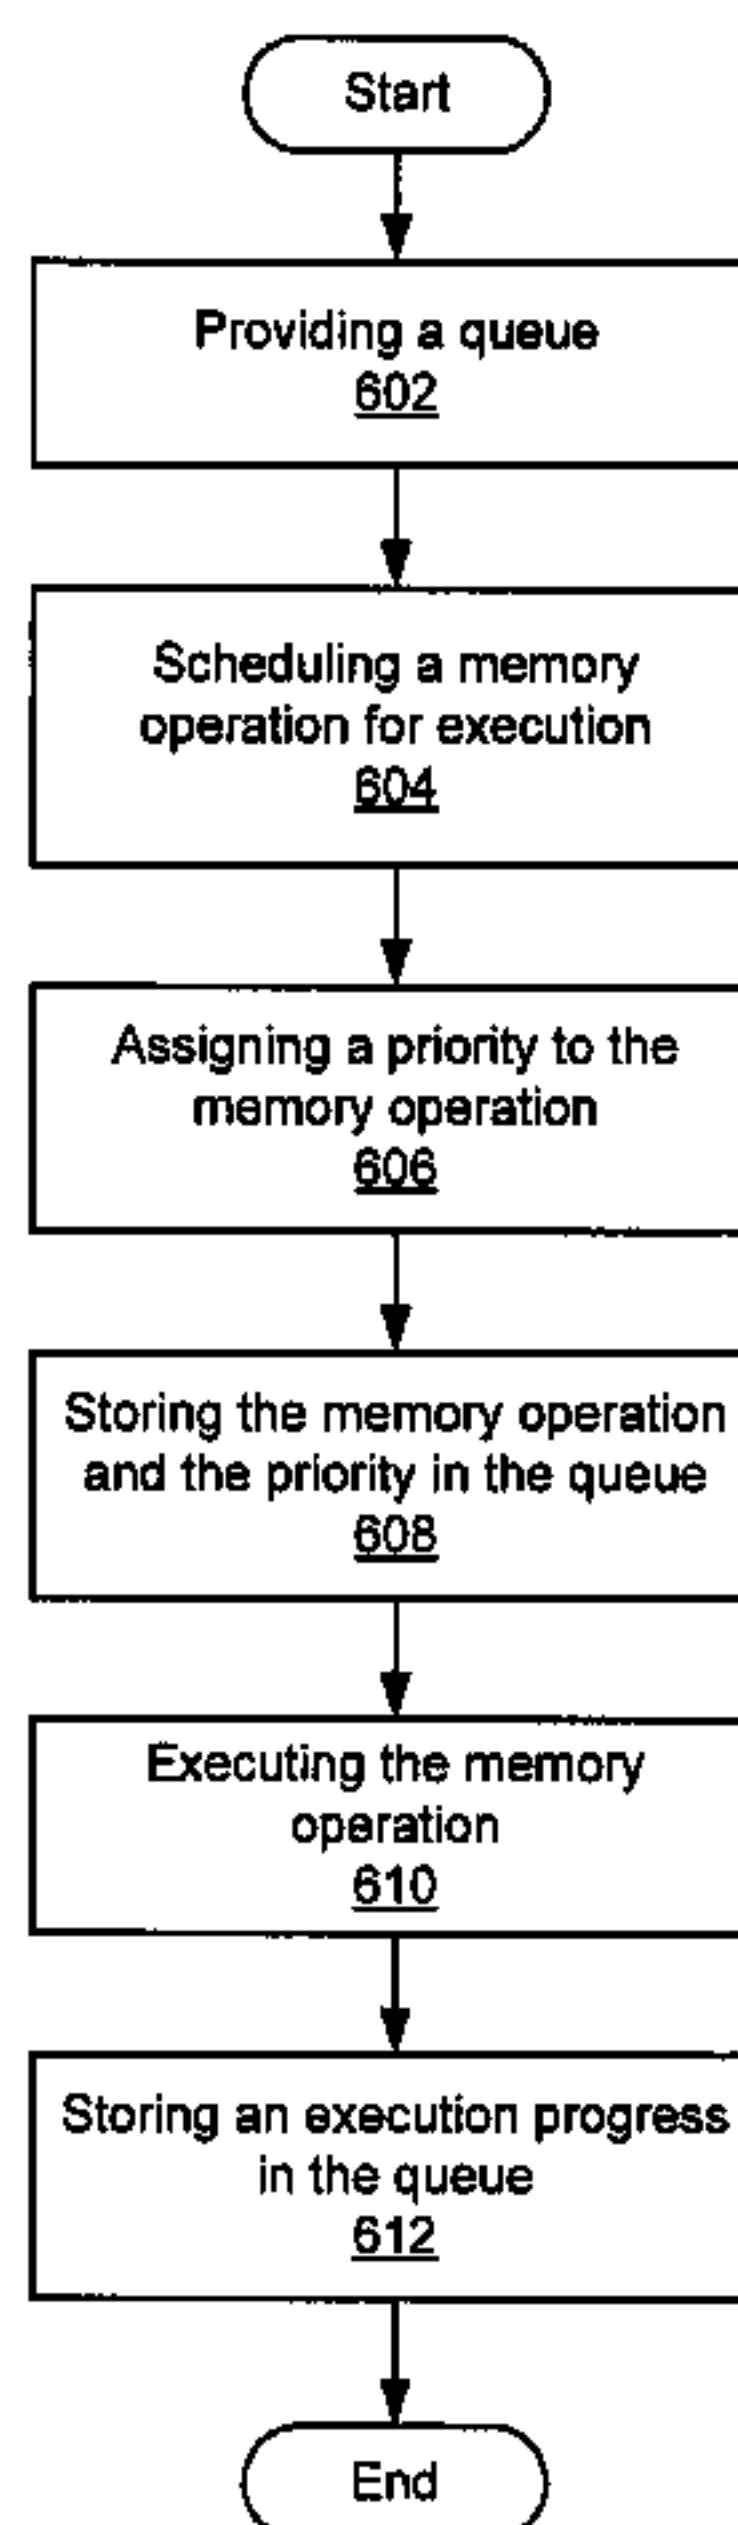 Start
Providing a queue
602
Scheduling a memory
operation for execution
604
Assigning a priority to the
memory operation
606
Storing the memory operation
and the priority in the queue
608
Executing the memory
operation
610
Storing an execution progress
in the queue
612
End